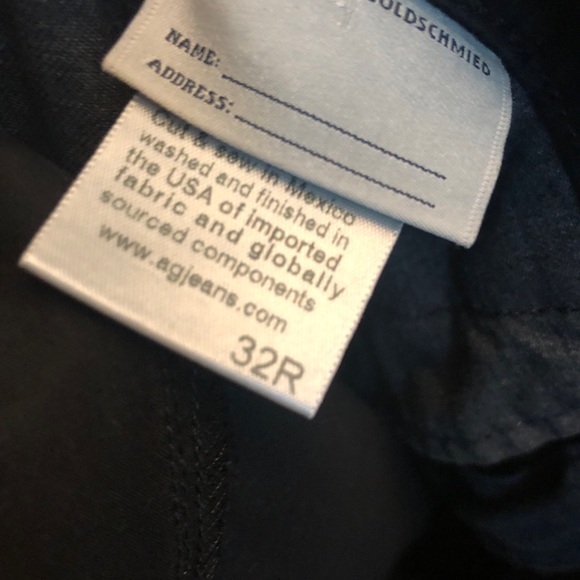 GOLDSCHMIED
NAME:
ADDRESS:
Cut & sew in Mexico
washed and finished in
the USA of imported
fabric and globally
sourced components
www.agjeans.com
32R